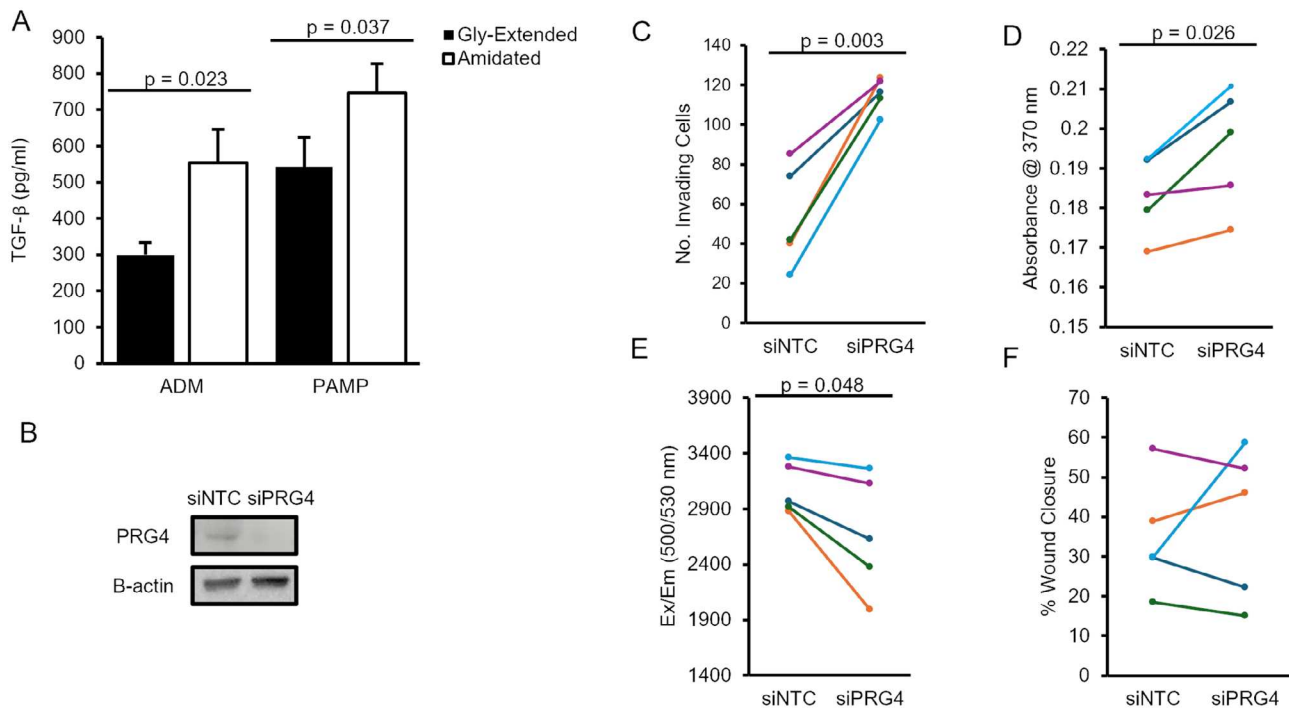 A
900
800
700
600
500
400
300
200
100
0
TGF-β (pg/ml)
p = 0.023
p = 0.037
Gly-Extended
Amidated
ADM PAMP
B
siNTC siPRG4
PRG4
B-actin
C
140
120
100
80
60
40
20
0
No. Invading Cells
p = 0.003
siNTC siPRG4
D
0.22
0.21
0.2
0.19
0.18
0.17
0.16
0.15
Absorbance @ 370 nm
p = 0.026
siNTC siPRG4
E
3900
3400
2900
2400
1900
1400
Ex/Em (500/530 nm)
p = 0.048
siNTC siPRG4
F
70
60
50
40
30
20
10
0
% Wound Closure
siNTC siPRG4